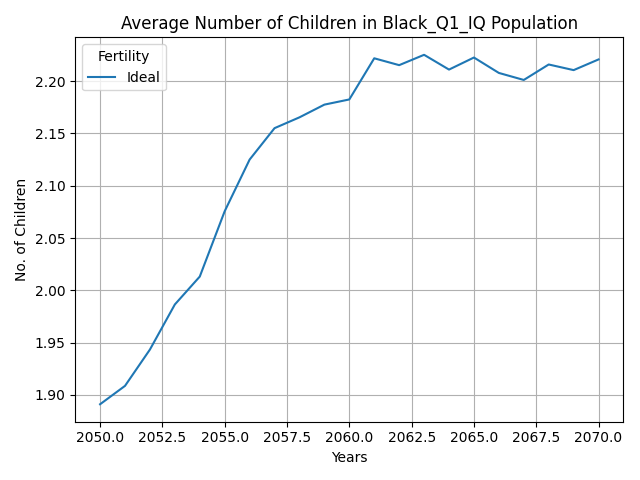 Average Number of Children in Black_Q1_IQ Population
Fertility
Ideal
No. of Children
2.20
2.15
2.10
2.05
2.00
1.95
1.90
2050.0 2052.5 2055.0 2057.5 2060.0 2062.5 2065.0 2067.5 2070.0
Years